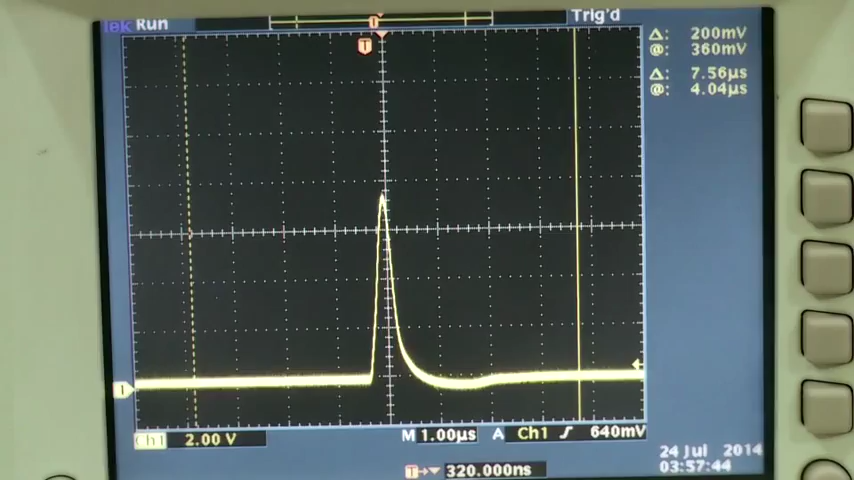 Tek Run Trig'd
T
T
Δ: 200mV
@: 360mV
Δ: 7.56µs
@: 4.04µs
1
Ch1 2.00 V M 1.00µs A Ch1 640mV
T 320.000ns
24 Jul 2014
03:57:44